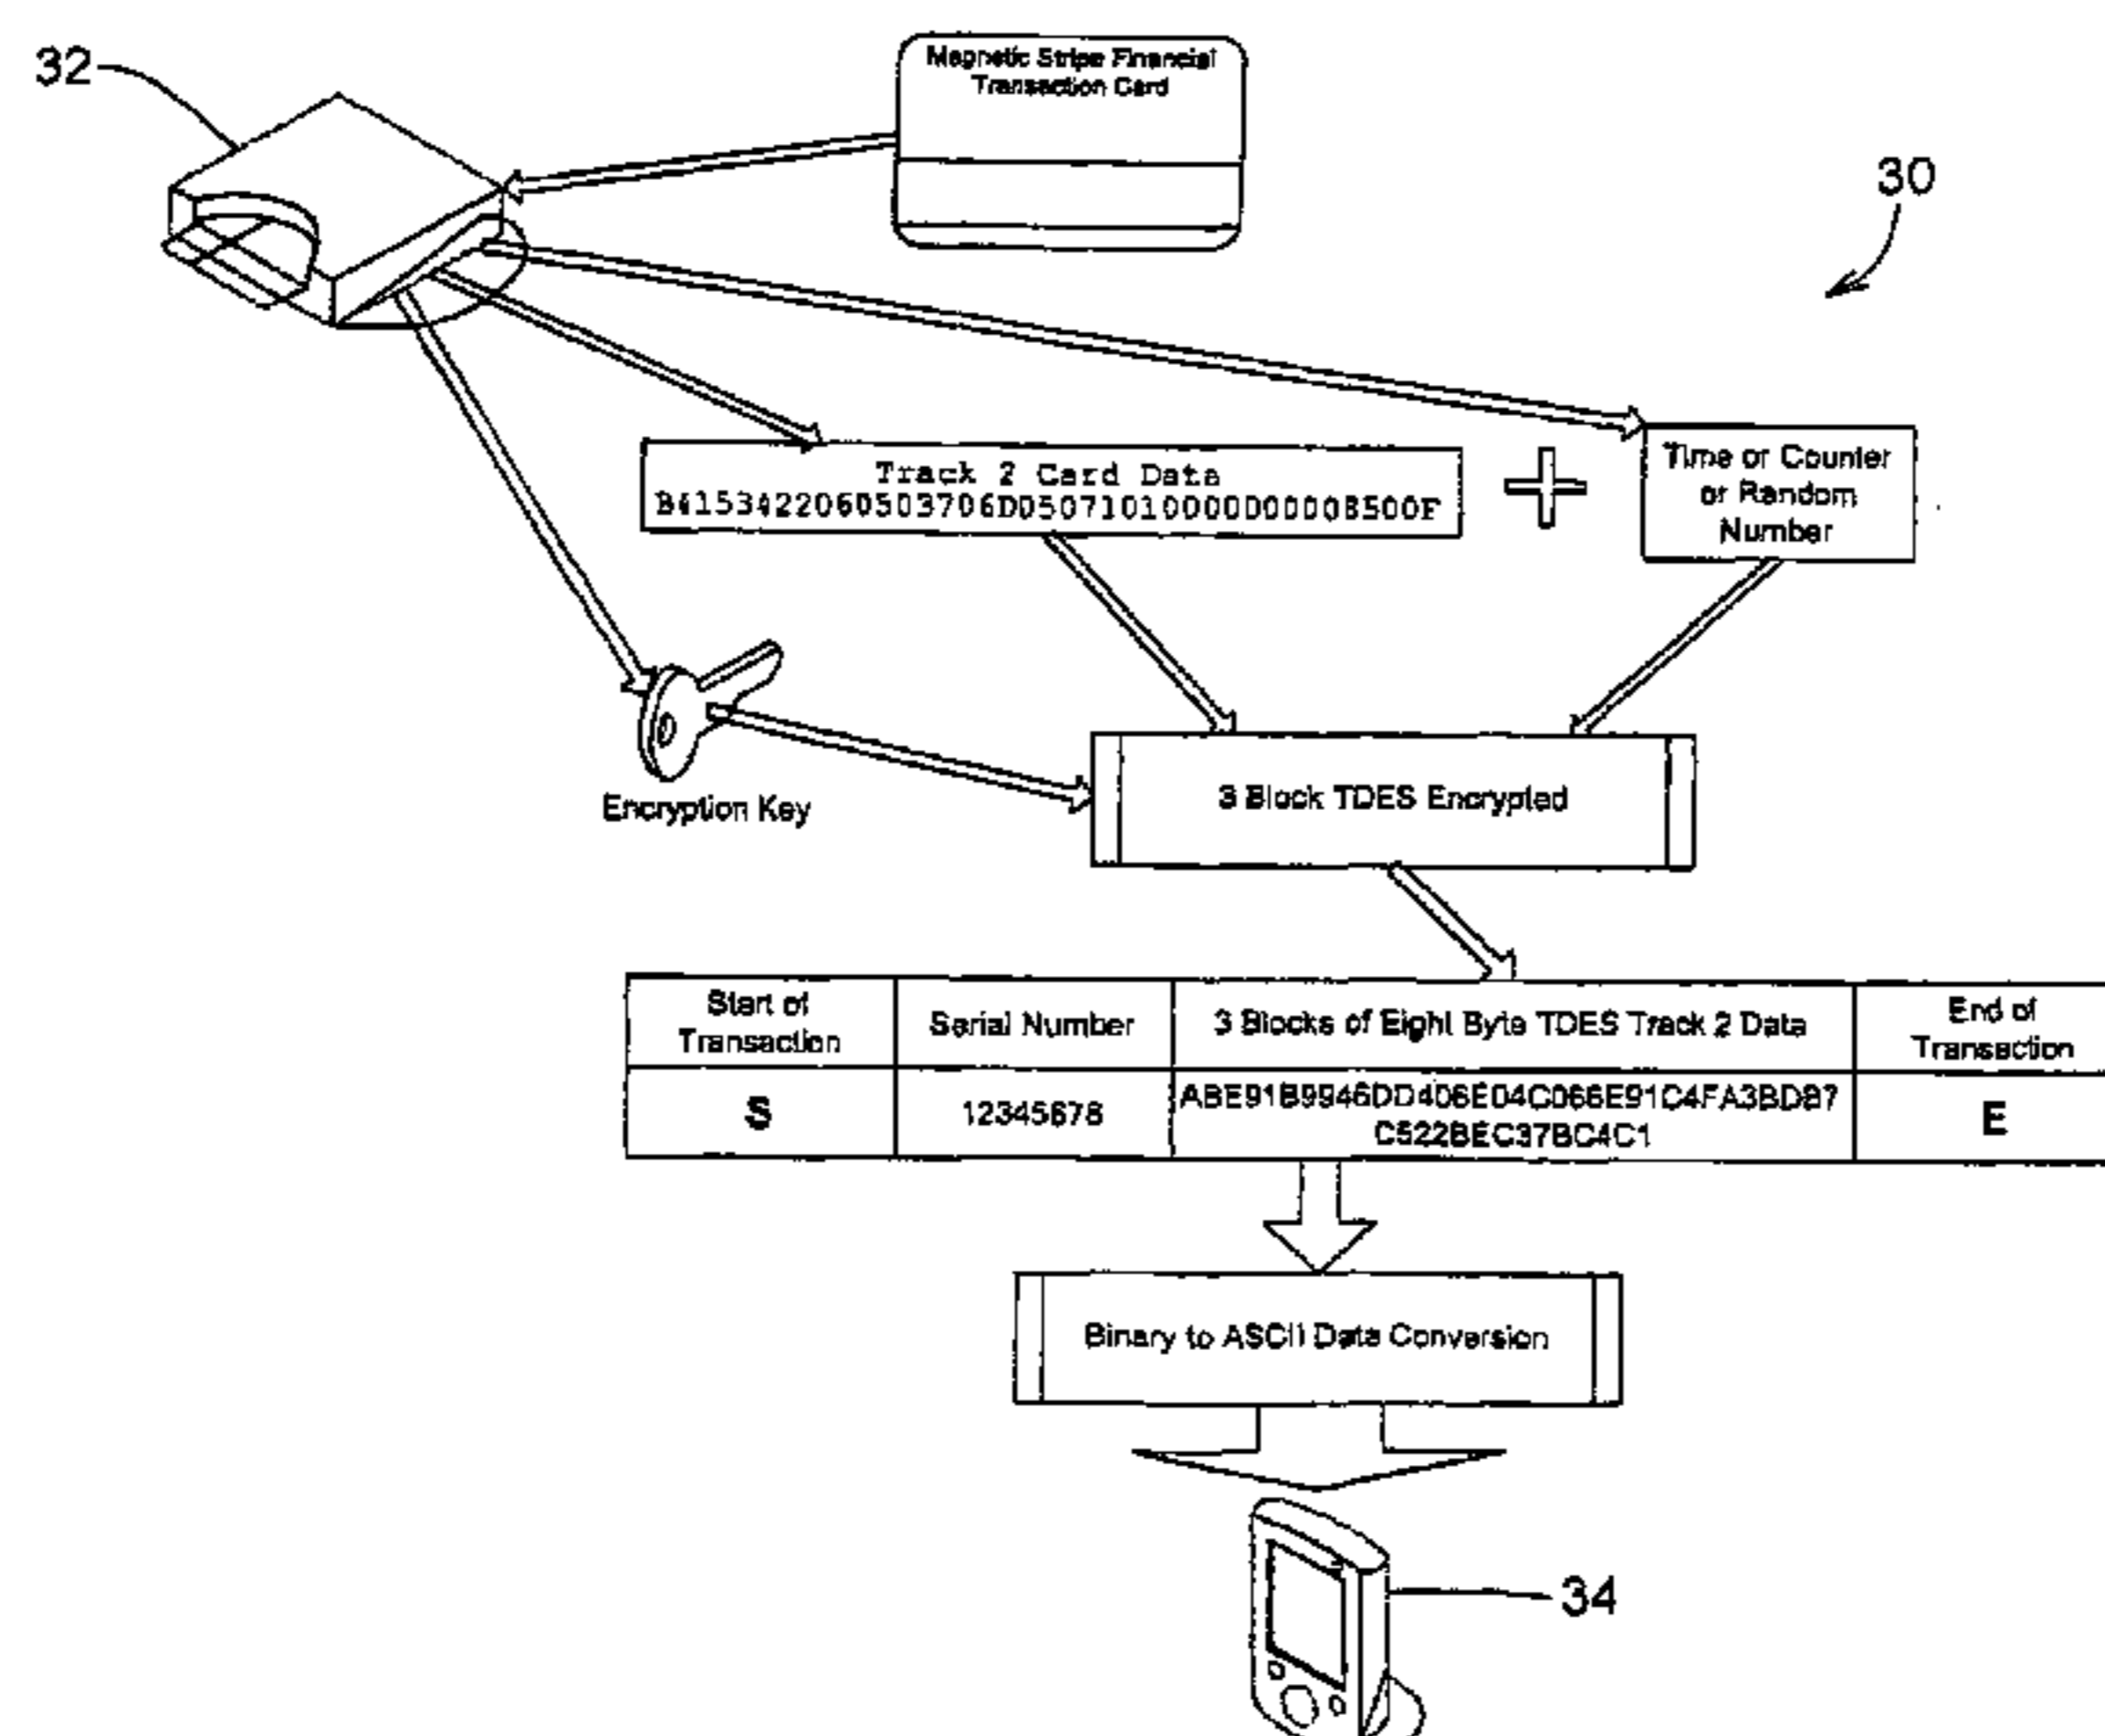 32
Magnetic Stripe Financial
Transaction Card
30
Track 2 Card Data
B4153422060503706D05071010000000008500F
Time or Counter
or Random
Number
Encryption Key
3 Block TDES Encrypted
Start of
Transaction
Serial Number
3 Blocks of Eight Byte TDES Track 2 Data
End of
Transaction
S
12345678
ABE91B9946DD406E04C066E91C4FA3BD87
C522BEC37BC4C1
E
Binary to ASCII Data Conversion
34